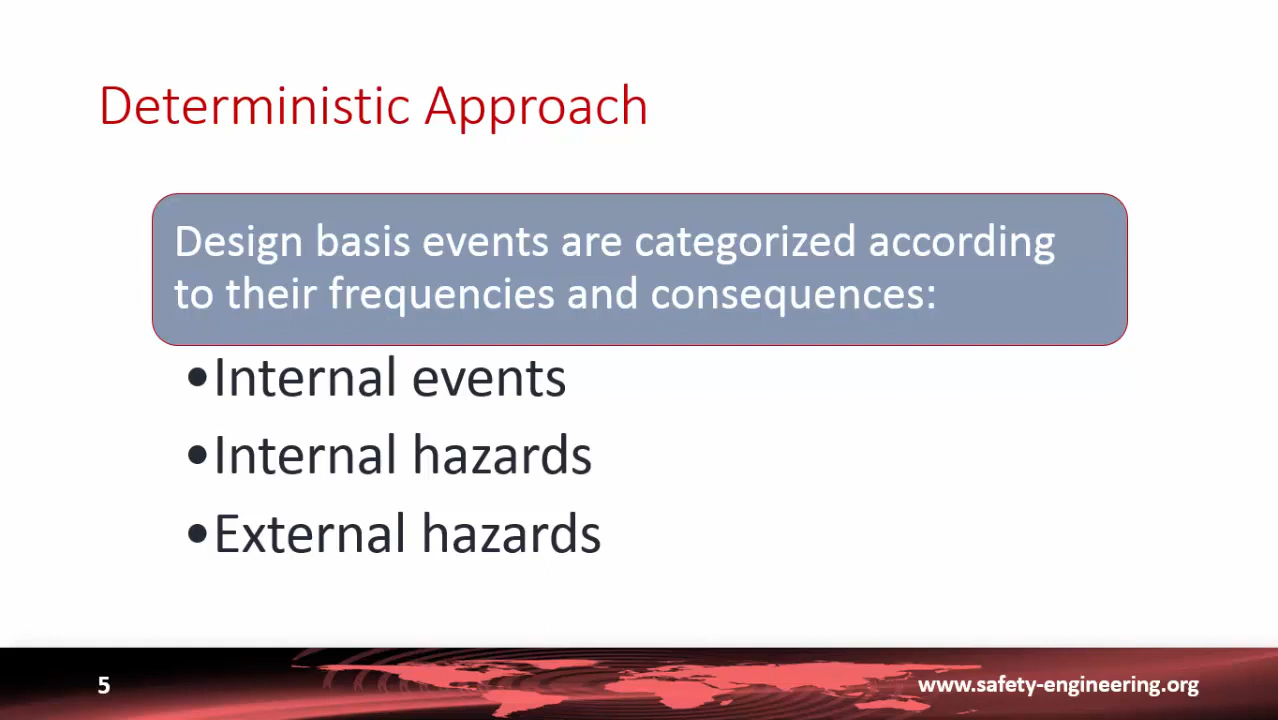 Deterministic Approach
Design basis events are categorized according
to their frequencies and consequences:
•Internal events
•Internal hazards
•External hazards
5
www.safety-engineering.org